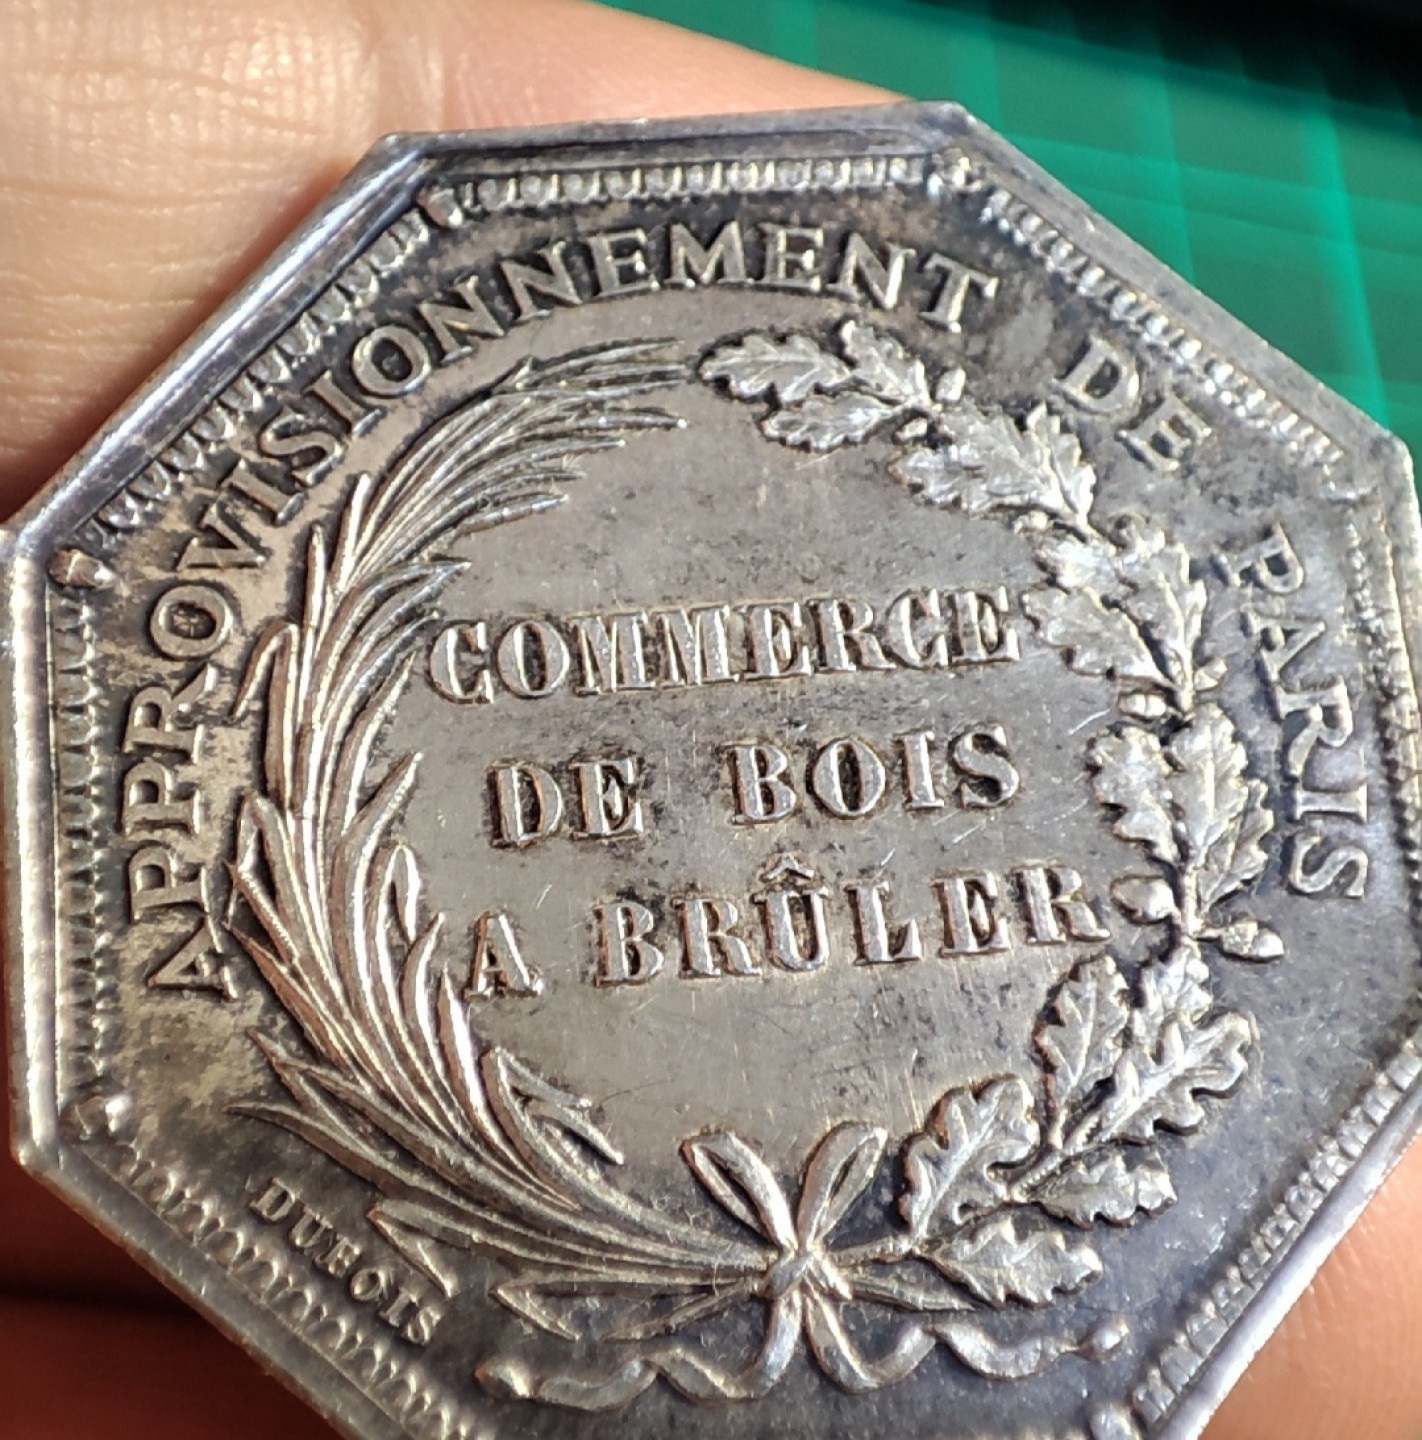 APPROVISIONNEMENT DE PARIS
COMMERCE
DE BOIS
A BRÛLER
DUBOIS